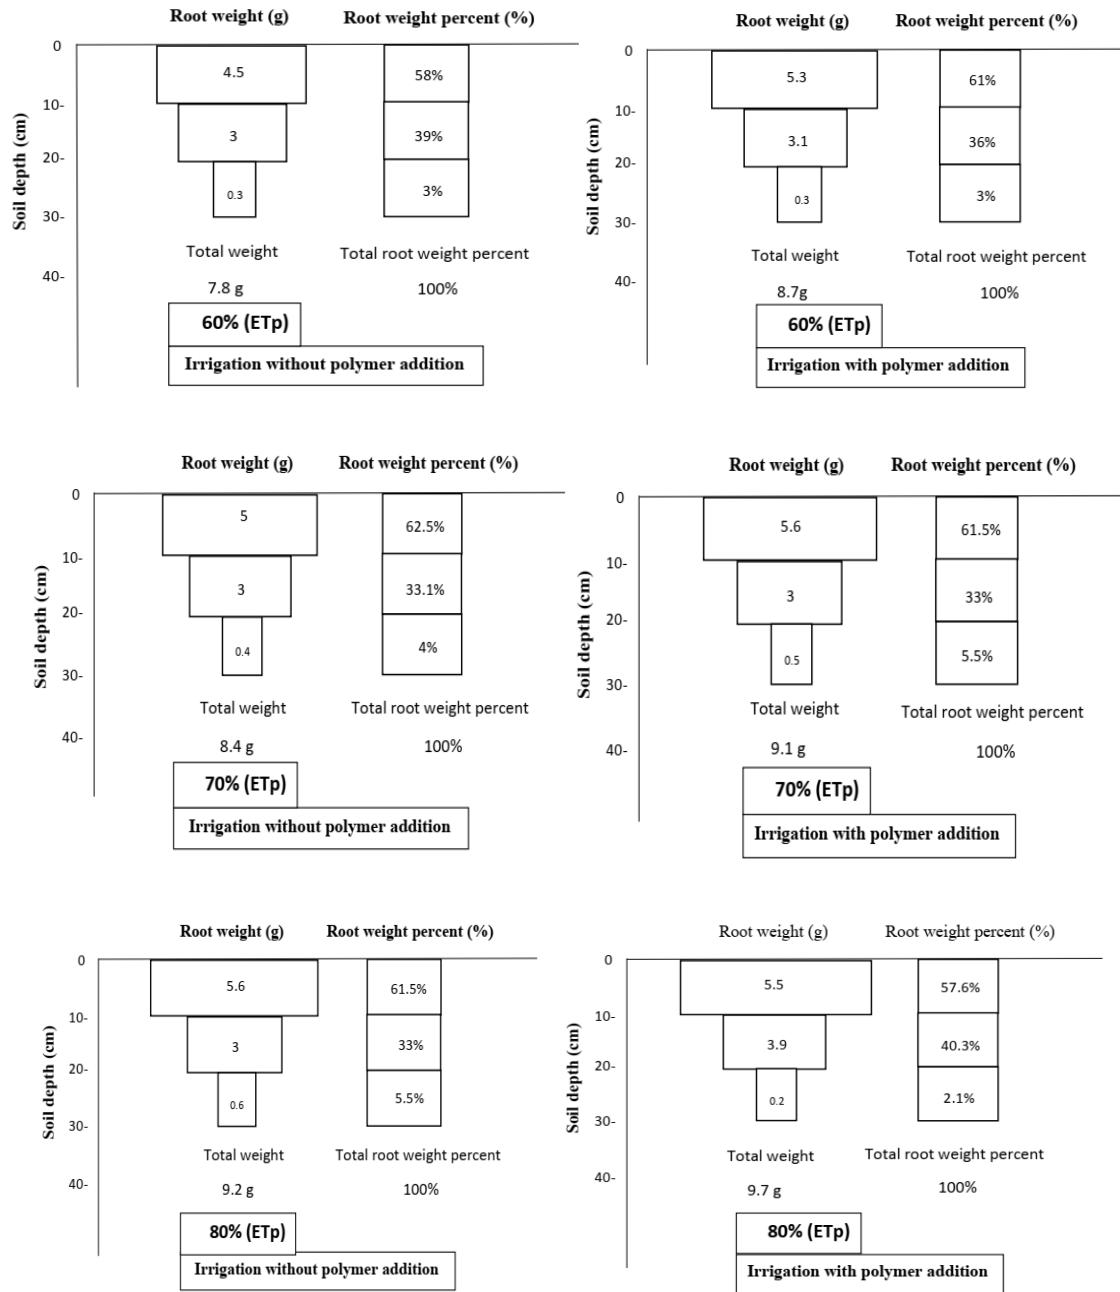 Root weight (g) Root weight percent (%)
0
4.5 58%
10-
3 39%
20-
0.3 3%
30-
Soil depth (cm)
Total weight Total root weight percent
40-
7.8 g 100%
60% (ETp)
Irrigation without polymer addition
Root weight (g) Root weight percent (%)
0
5.3 61%
10-
3.1 36%
20-
0.3 3%
30-
Soil depth (cm)
Total weight Total root weight percent
40-
8.7g 100%
60% (ETp)
Irrigation with polymer addition
Root weight (g) Root weight percent (%)
0
5 62.5%
10-
3 33.1%
20-
0.4 4%
30-
Soil depth (cm)
Total weight Total root weight percent
40-
8.4 g 100%
70% (ETp)
Irrigation without polymer addition
Root weight (g) Root weight percent (%)
0
5.6 61.5%
10-
3 33%
20-
0.5 5.5%
30-
Soil depth (cm)
Total weight Total root weight percent
40-
9.1 g 100%
70% (ETp)
Irrigation with polymer addition
Root weight (g) Root weight percent (%)
0
5.6 61.5%
10-
3 33%
20-
0.6 5.5%
30-
Soil depth (cm)
Total weight Total root weight percent
40-
9.2 g 100%
80% (ETp)
Irrigation without polymer addition
Root weight (g) Root weight percent (%)
0
5.5 57.6%
10-
3.9 40.3%
20-
0.2 2.1%
30-
Soil depth (cm)
Total weight Total root weight percent
40-
9.7 g 100%
80% (ETp)
Irrigation with polymer addition